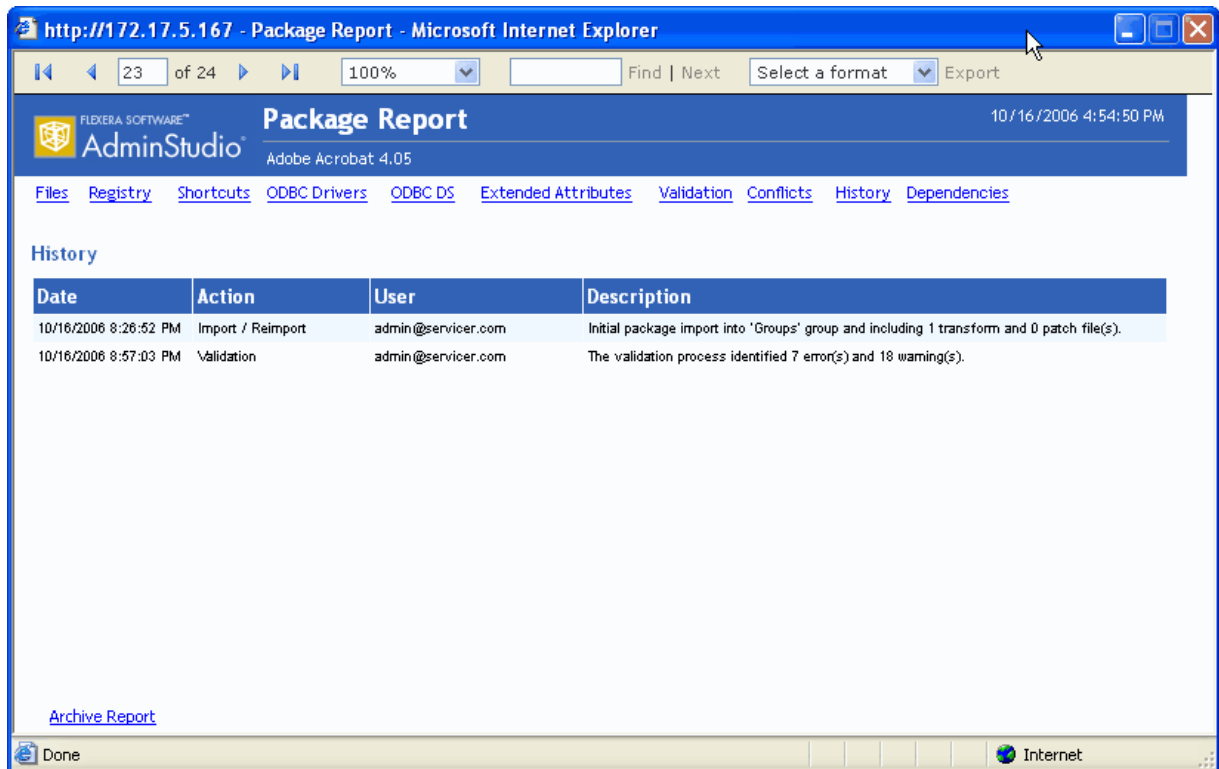 http://172.17.5.167 - Package Report - Microsoft Internet Explorer
23 of 24 100% Find | Next Select a format Export
FLEXERA SOFTWARE™
AdminStudio®
Package Report
10/16/2006 4:54:50 PM
Adobe Acrobat 4.05
Files Registry Shortcuts ODBC Drivers ODBC DS Extended Attributes Validation Conflicts History Dependencies
History
Date Action User Description
10/16/2006 8:26:52 PM Import / Reimport admin@servicer.com Initial package import into 'Groups' group and including 1 transform and 0 patch file(s).
10/16/2006 8:57:03 PM Validation admin@servicer.com The validation process identified 7 error(s) and 18 warning(s).
Archive Report
Done Internet